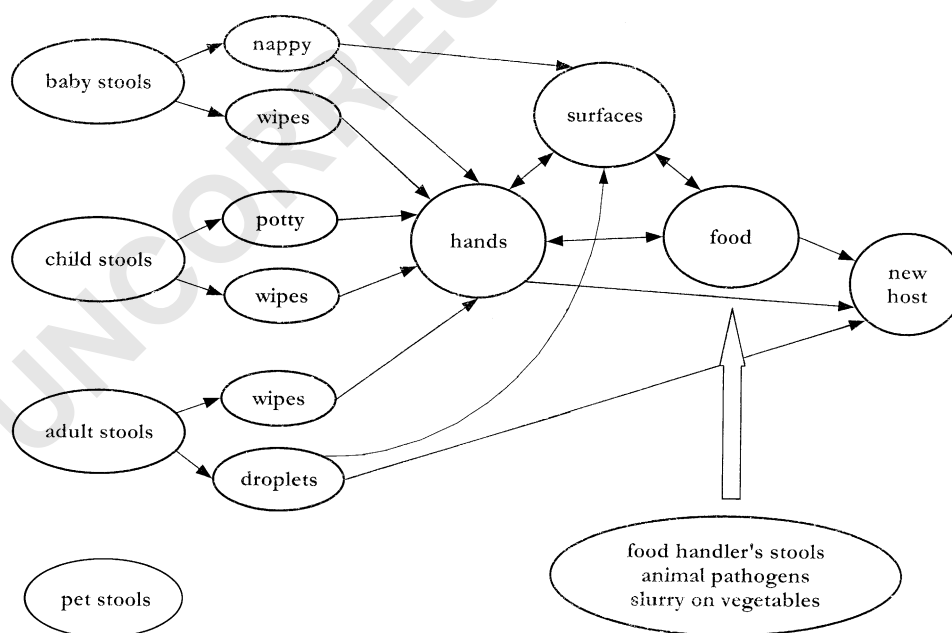 UNCORREC
nappy
baby stools
wipes
surfaces
potty
child stools
wipes
hands
food
new
host
wipes
adult stools
droplets
pet stools
food handler's stools
animal pathogens
slurry on vegetables